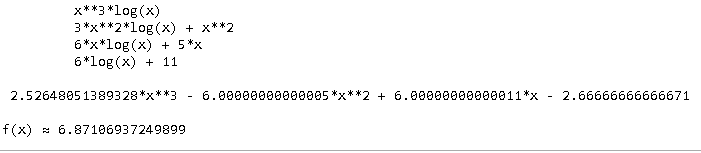 x**3*log(x)
3*x**2*log(x) + x**2
6*x*log(x) + 5*x
6*log(x) + 11
2.52648051389328*x**3 - 6.00000000000005*x**2 + 6.00000000000011*x - 2.66666666666671
f(x) ≈ 6.87106937249899